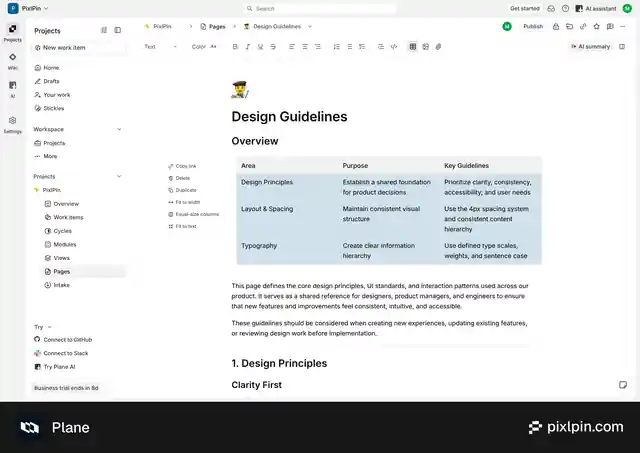 P PixlPin
Search
Get started
AI assistant
M
Projects
Wiki
AI
Settings
Projects
New work item
Home
Drafts
Your work
Stickies
Workspace
Projects
More
Projects
PixlPin
Overview
Work items
Cycles
Modules
Views
Pages
Intake
Try
Connect to GitHub
Connect to Slack
Try Plane AI
Business trial ends in 8d
PixlPin
Pages
Design Guidelines
M
Publish
Text
Color Aa
B I U S
AI summary
Copy link
Delete
Duplicate
Fit to width
Equal-size columns
Fit to text
Design Guidelines
Overview
Area Purpose Key Guidelines
Design Principles Establish a shared foundation Prioritize clarity, consistency,
for product decisions accessibility, and user needs
Layout & Spacing Maintain consistent visual Use the 4px spacing system
structure and consistent content
hierarchy
Typography Create clear information Use defined type scales,
hierarchy weights, and sentence case
This page defines the core design principles, UI standards, and interaction patterns used across our
product. It serves as a shared reference for designers, product managers, and engineers to ensure
that new features and improvements feel consistent, intuitive, and accessible.
These guidelines should be considered when creating new experiences, updating existing features,
or reviewing design work before implementation.
1. Design Principles
Clarity First
Plane
pixlpin.com